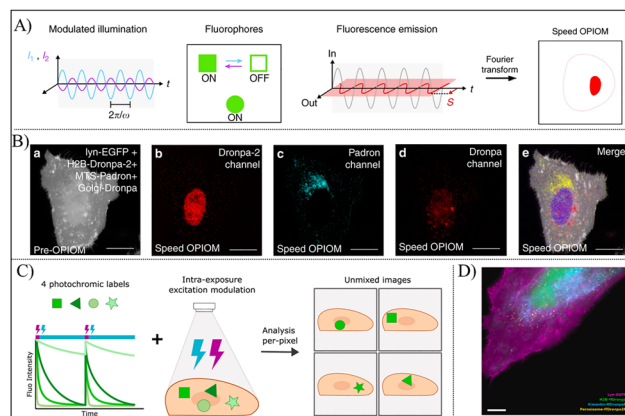 A)
Modulated illumination
Fluorophores
Fluorescence emission
Speed OPIOM
I1 , I2
t
2π/ω
ON
OFF
ON
In
Out
t
S
Fourier
transform
B)
a
lyn-EGFP +
H2B-Dronpa-2+
MTS-Padron+
Golgi-Dronpa
Pre-OPIOM
b
Dronpa-2
channel
Speed OPIOM
c
Padron
channel
Speed OPIOM
d
Dronpa
channel
Speed OPIOM
e
Merge
Speed OPIOM
C)
4 photochromic labels
Fluo Intensity
Time
+
Intra-exposure
excitation modulation
Analysis
per-pixel
Unmixed images
D)
Lyn-EGFP